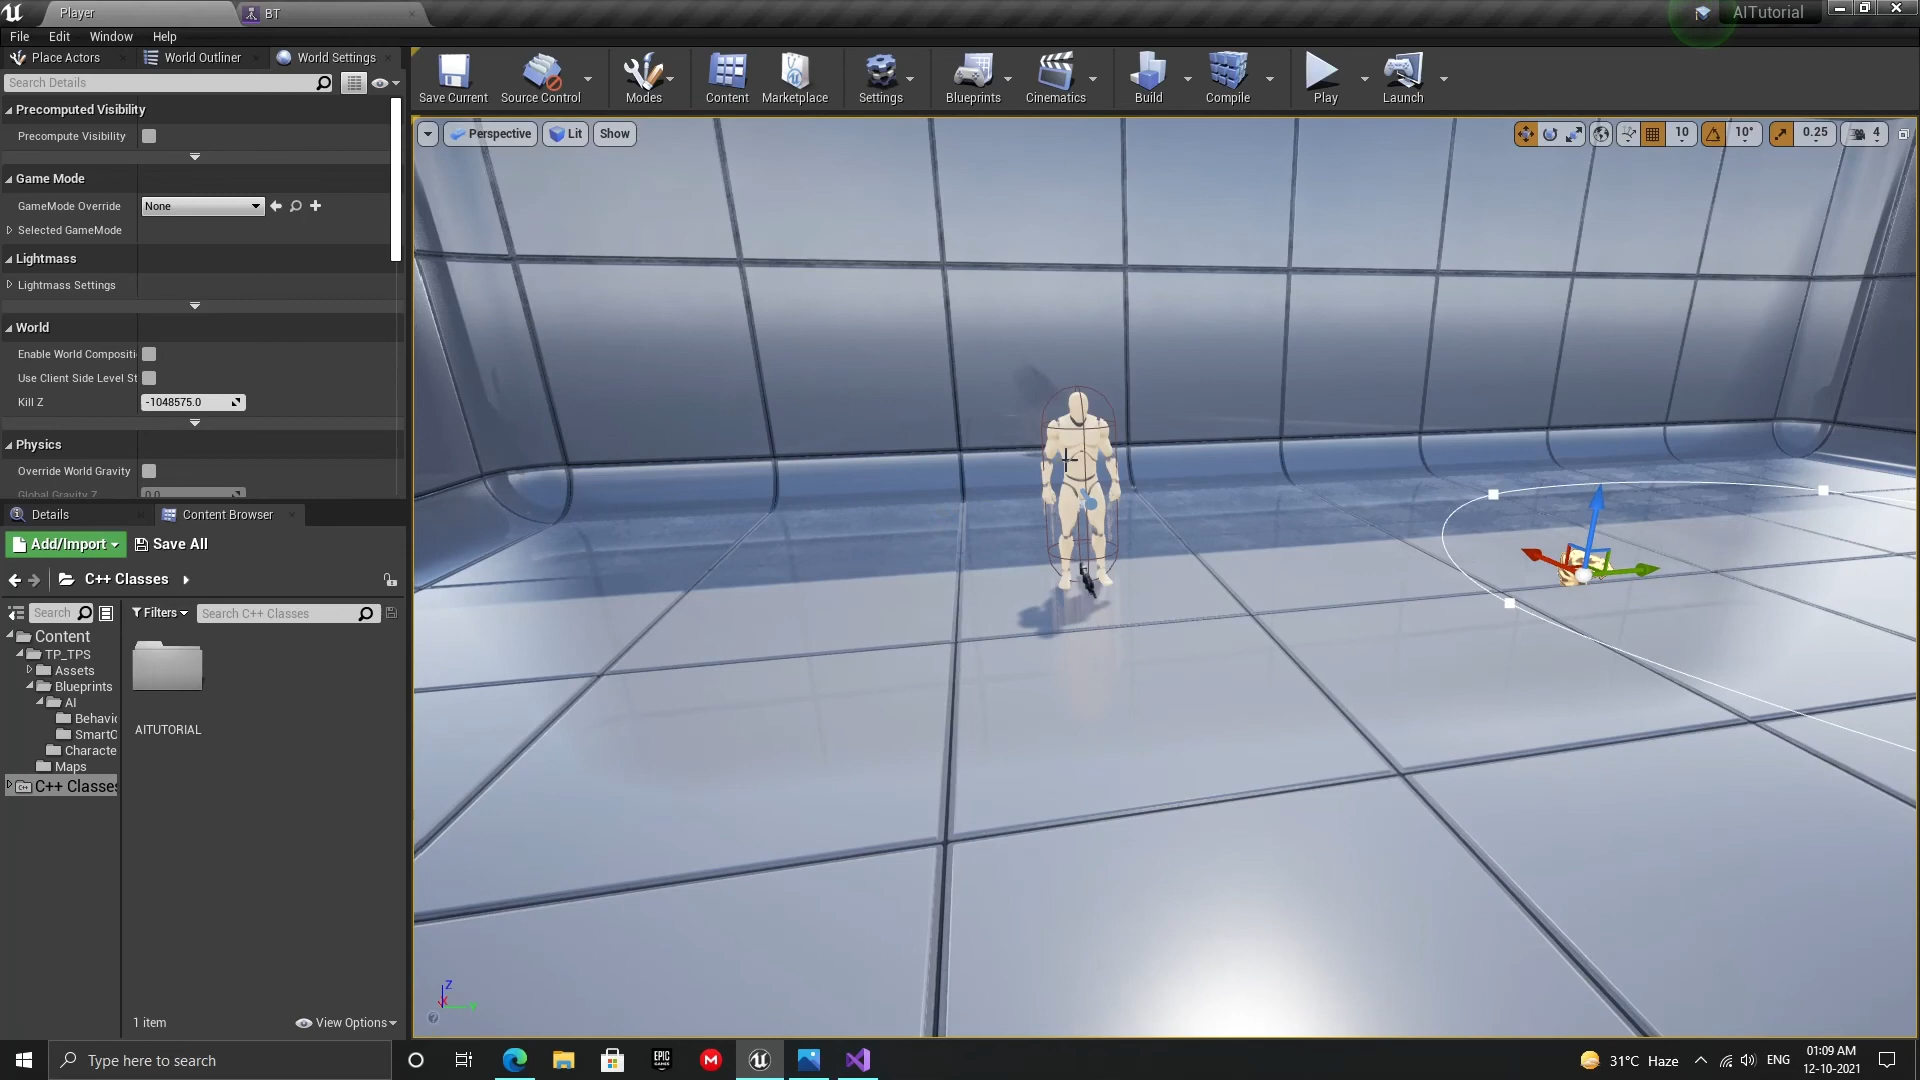 Player
BT
AITutorial
File Edit Window Help
Place Actors
World Outliner
World Settings
Search Details
Precomputed Visibility
Precompute Visibility
Game Mode
GameMode Override
None
Selected GameMode
Lightmass
Lightmass Settings
World
Enable World Compositi
Use Client Side Level St
Kill Z
-1048575.0
Physics
Override World Gravity
Global Gravity Z
0.0
Save Current
Source Control
Modes
Content
Marketplace
Settings
Blueprints
Cinematics
Build
Compile
Play
Launch
Perspective
Lit
Show
10
10°
0.25
4
Details
Content Browser
Add/Import
Save All
C++ Classes
Search
Filters
Search C++ Classes
Content
TP_TPS
Assets
Blueprints
AI
Behavi
SmartO
Characte
Maps
C++ Classes
AITUTORIAL
1 item
View Options
Z
X
Y
Type here to search
EPIC
GAMES
M
31°C Haze
ENG
01:09 AM
12-10-2021